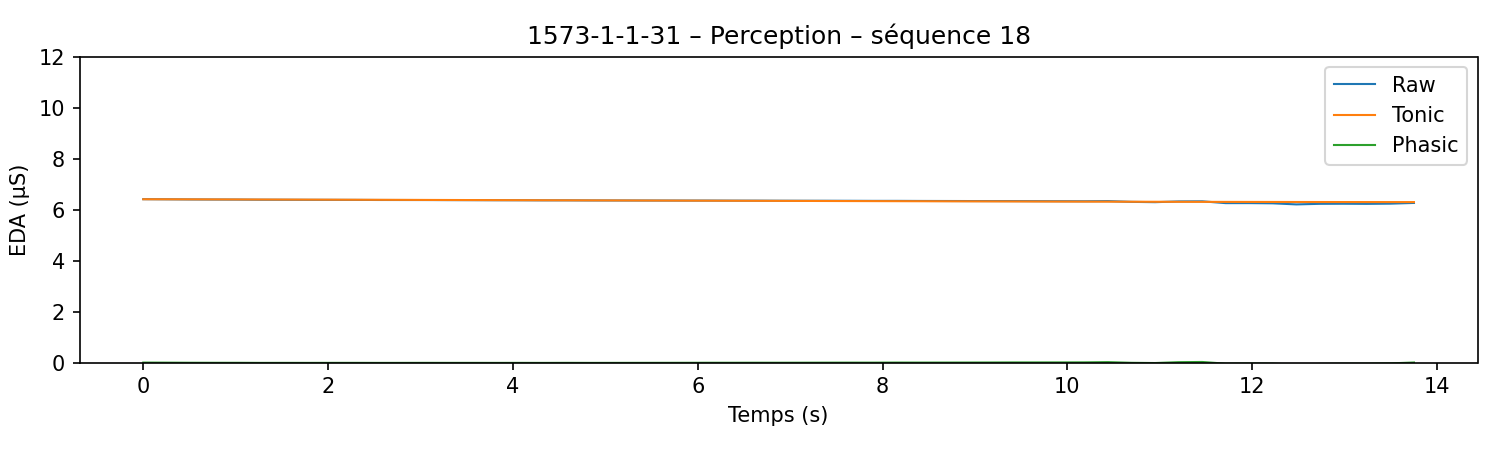 1573-1-1-31 – Perception – séquence 18
EDA (µS)
12
10
8
6
4
2
0
Raw
Tonic
Phasic
0 2 4 6 8 10 12 14
Temps (s)